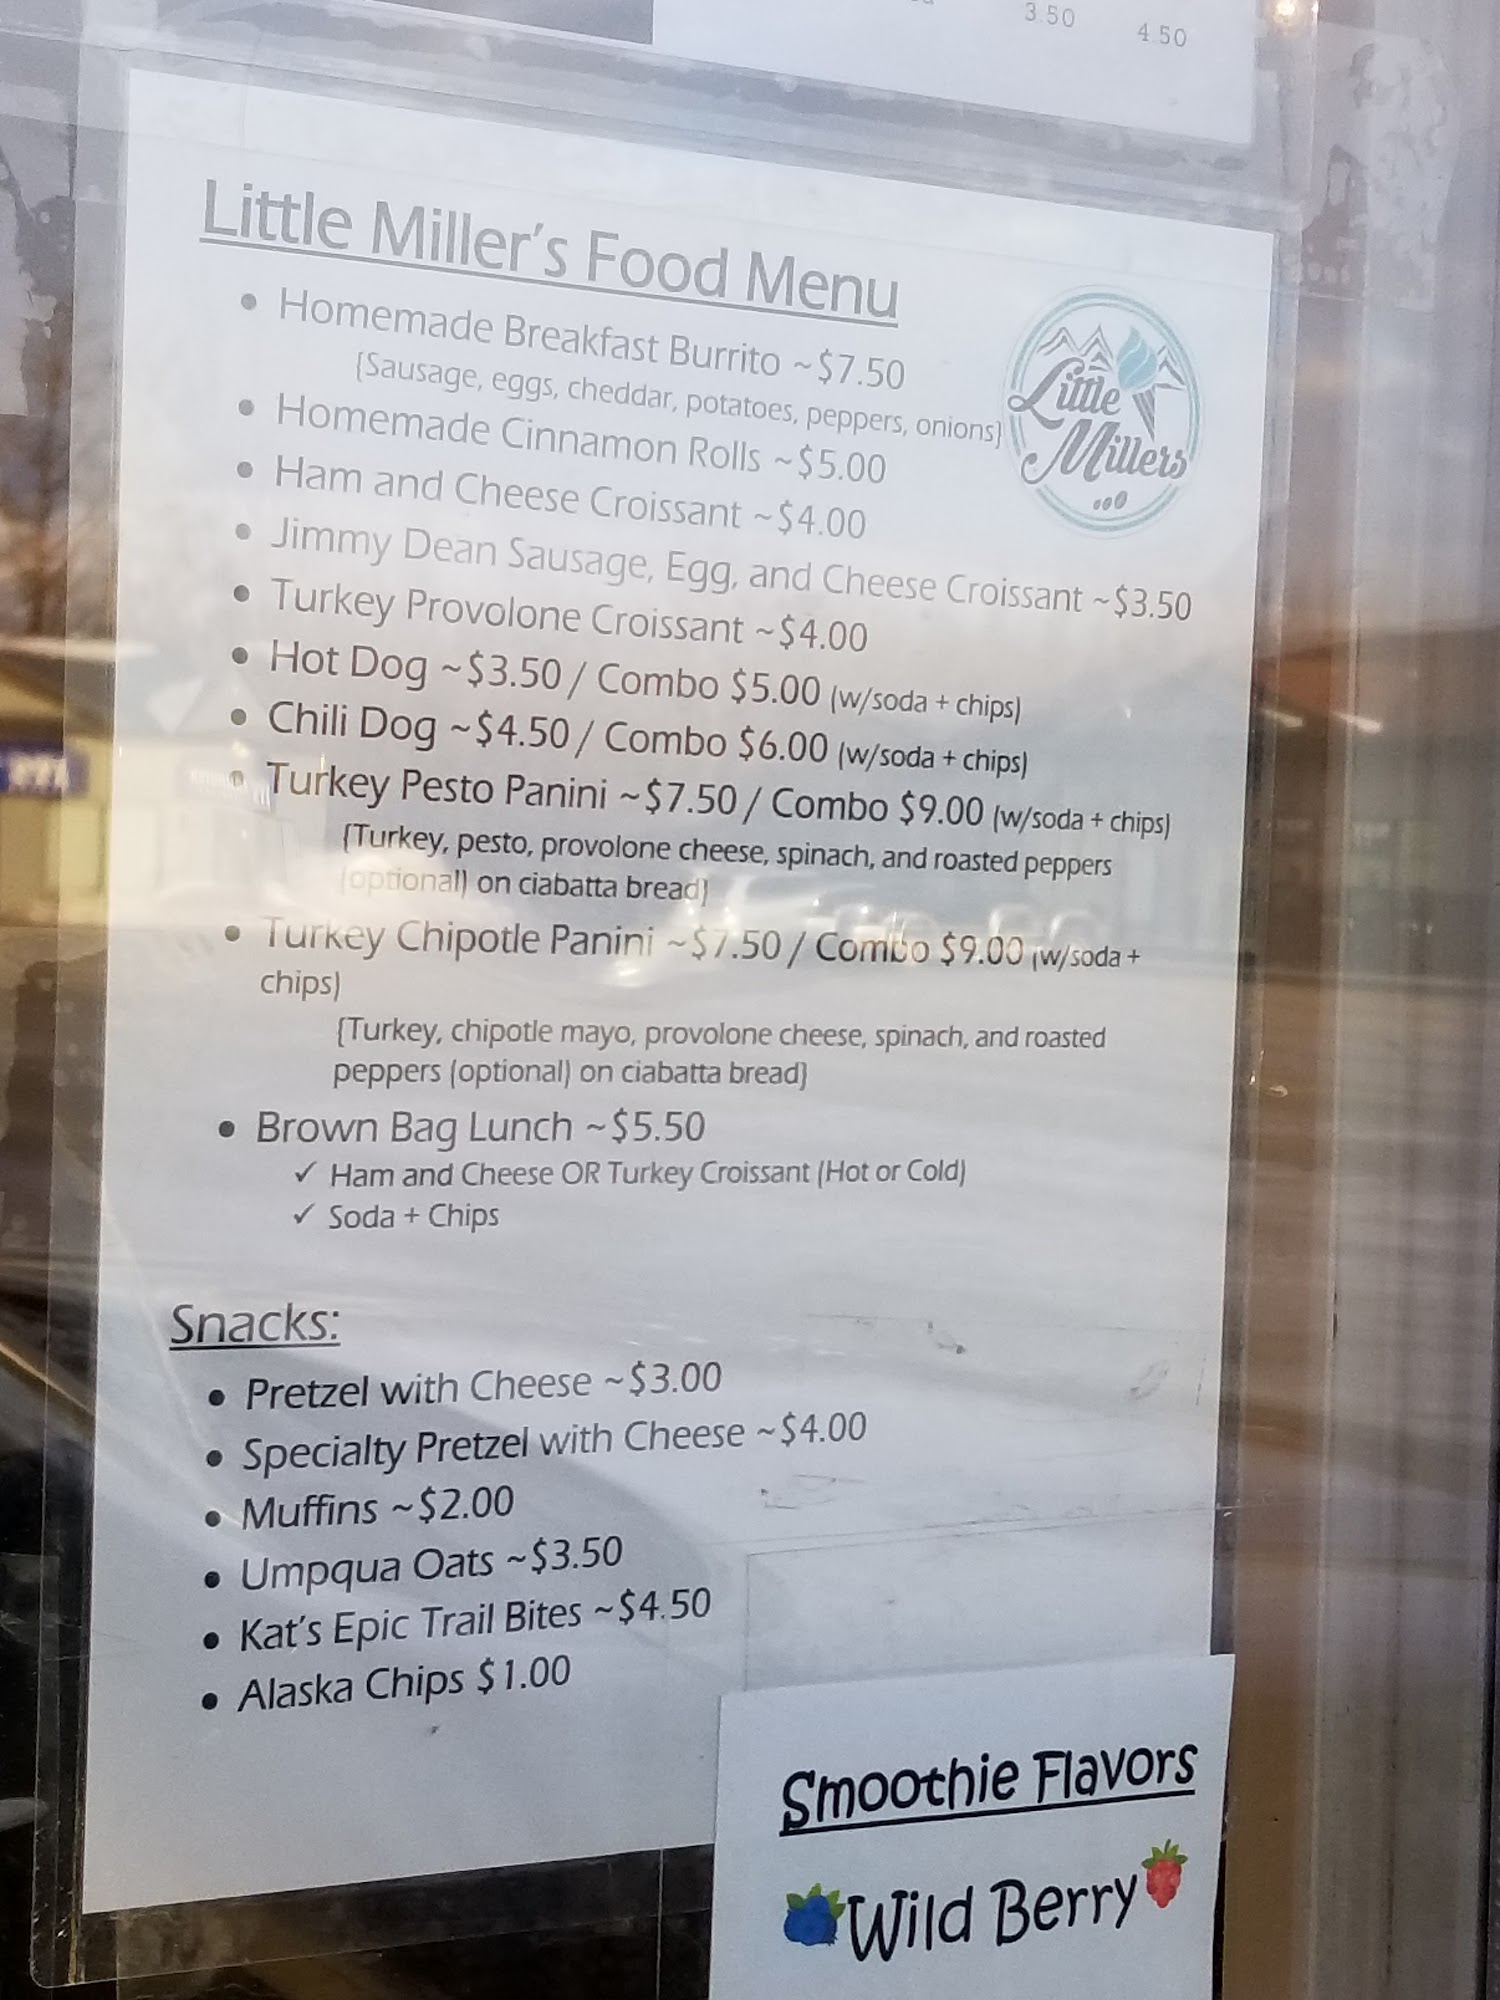 3.50 4.50
Little Miller's Food Menu
• Homemade Breakfast Burrito ~$7.50
{Sausage, eggs, cheddar, potatoes, peppers, onions}
• Homemade Cinnamon Rolls ~$5.00
• Ham and Cheese Croissant ~$4.00
• Jimmy Dean Sausage, Egg, and Cheese Croissant ~$3.50
• Turkey Provolone Croissant ~$4.00
• Hot Dog ~$3.50 / Combo $5.00 (w/soda + chips)
• Chili Dog ~$4.50 / Combo $6.00 (w/soda + chips)
• Turkey Pesto Panini ~$7.50 / Combo $9.00 (w/soda + chips)
{Turkey, pesto, provolone cheese, spinach, and roasted peppers
(optional) on ciabatta bread}
• Turkey Chipotle Panini ~$7.50 / Combo $9.00 (w/soda +
chips)
{Turkey, chipotle mayo, provolone cheese, spinach, and roasted
peppers (optional) on ciabatta bread}
• Brown Bag Lunch ~$5.50
✓ Ham and Cheese OR Turkey Croissant (Hot or Cold)
✓ Soda + Chips
Little
Millers
Snacks:
• Pretzel with Cheese ~$3.00
• Specialty Pretzel with Cheese ~$4.00
• Muffins ~$2.00
• Umpqua Oats ~$3.50
• Kat's Epic Trail Bites ~$4.50
• Alaska Chips $1.00
Smoothie Flavors
Wild Berry